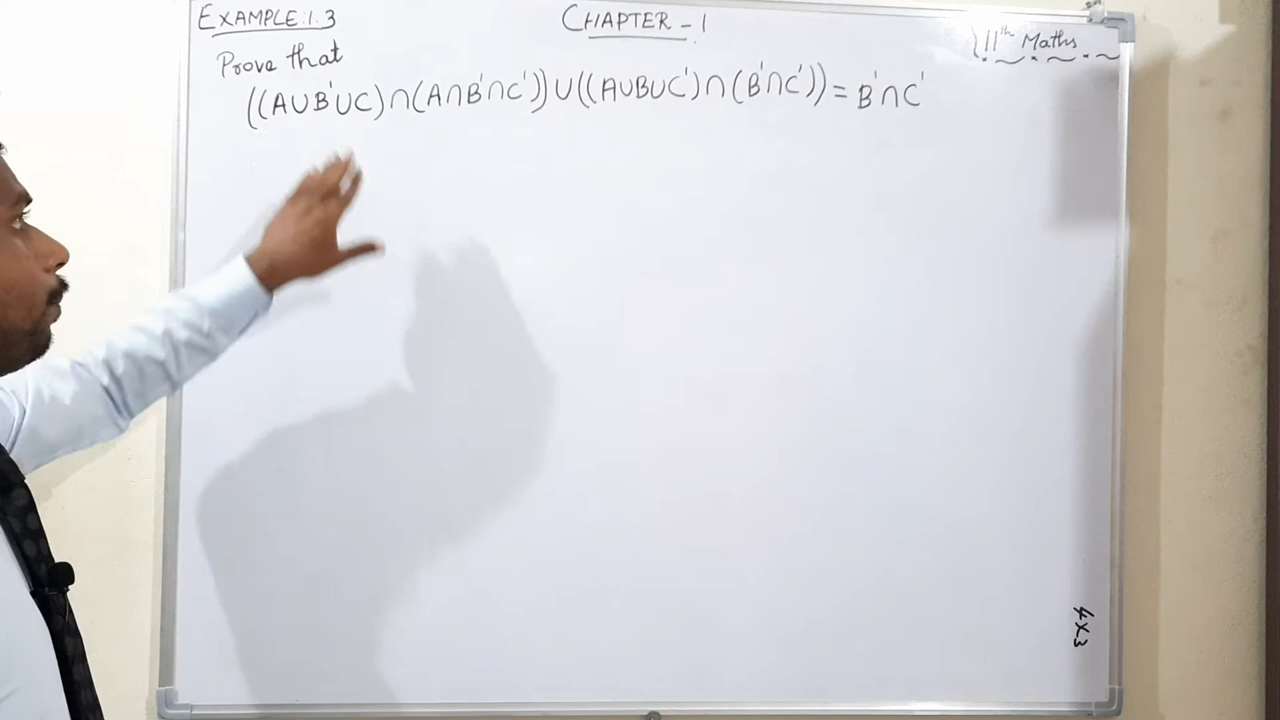 EXAMPLE:1.3
CHAPTER - 1
11th Maths
Prove that
((A∪B'∪C)∩(A∩B'∩C'))∪((A∪B∪C')∩(B'∩C'))=B'∩C'
4x3